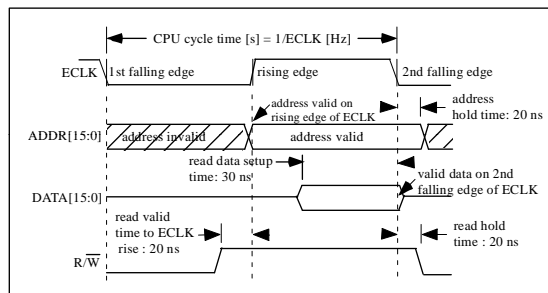 CPU cycle time [s] = 1/ECLK [Hz]
ECLK
1st falling edge
rising edge
2nd falling edge
address valid on
rising edge of ECLK
address
hold time: 20 ns
ADDR[15:0]
address invalid
address valid
read data setup
time: 30 ns
valid data on 2nd
falling edge of ECLK
DATA[15:0]
read valid
time to ECLK
rise : 20 ns
read hold
time : 20 ns
R/W